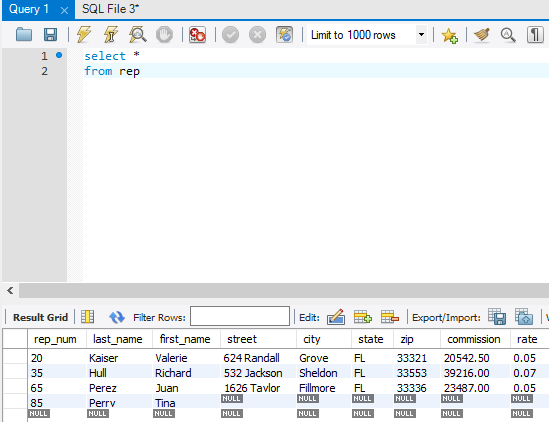 Query 1 × SQL File 3*
Limit to 1000 rows
1 select *
2 from rep
Result Grid Filter Rows: Edit: Export/Import:
rep_num last_name first_name street city state zip commission rate
20 Kaiser Valerie 624 Randall Grove FL 33321 20542.50 0.05
35 Hull Richard 532 Jackson Sheldon FL 33553 39216.00 0.07
65 Perez Juan 1626 Taylor Fillmore FL 33336 23487.00 0.05
85 Perry Tina NULL NULL NULL NULL NULL NULL
NULL NULL NULL NULL NULL NULL NULL NULL NULL